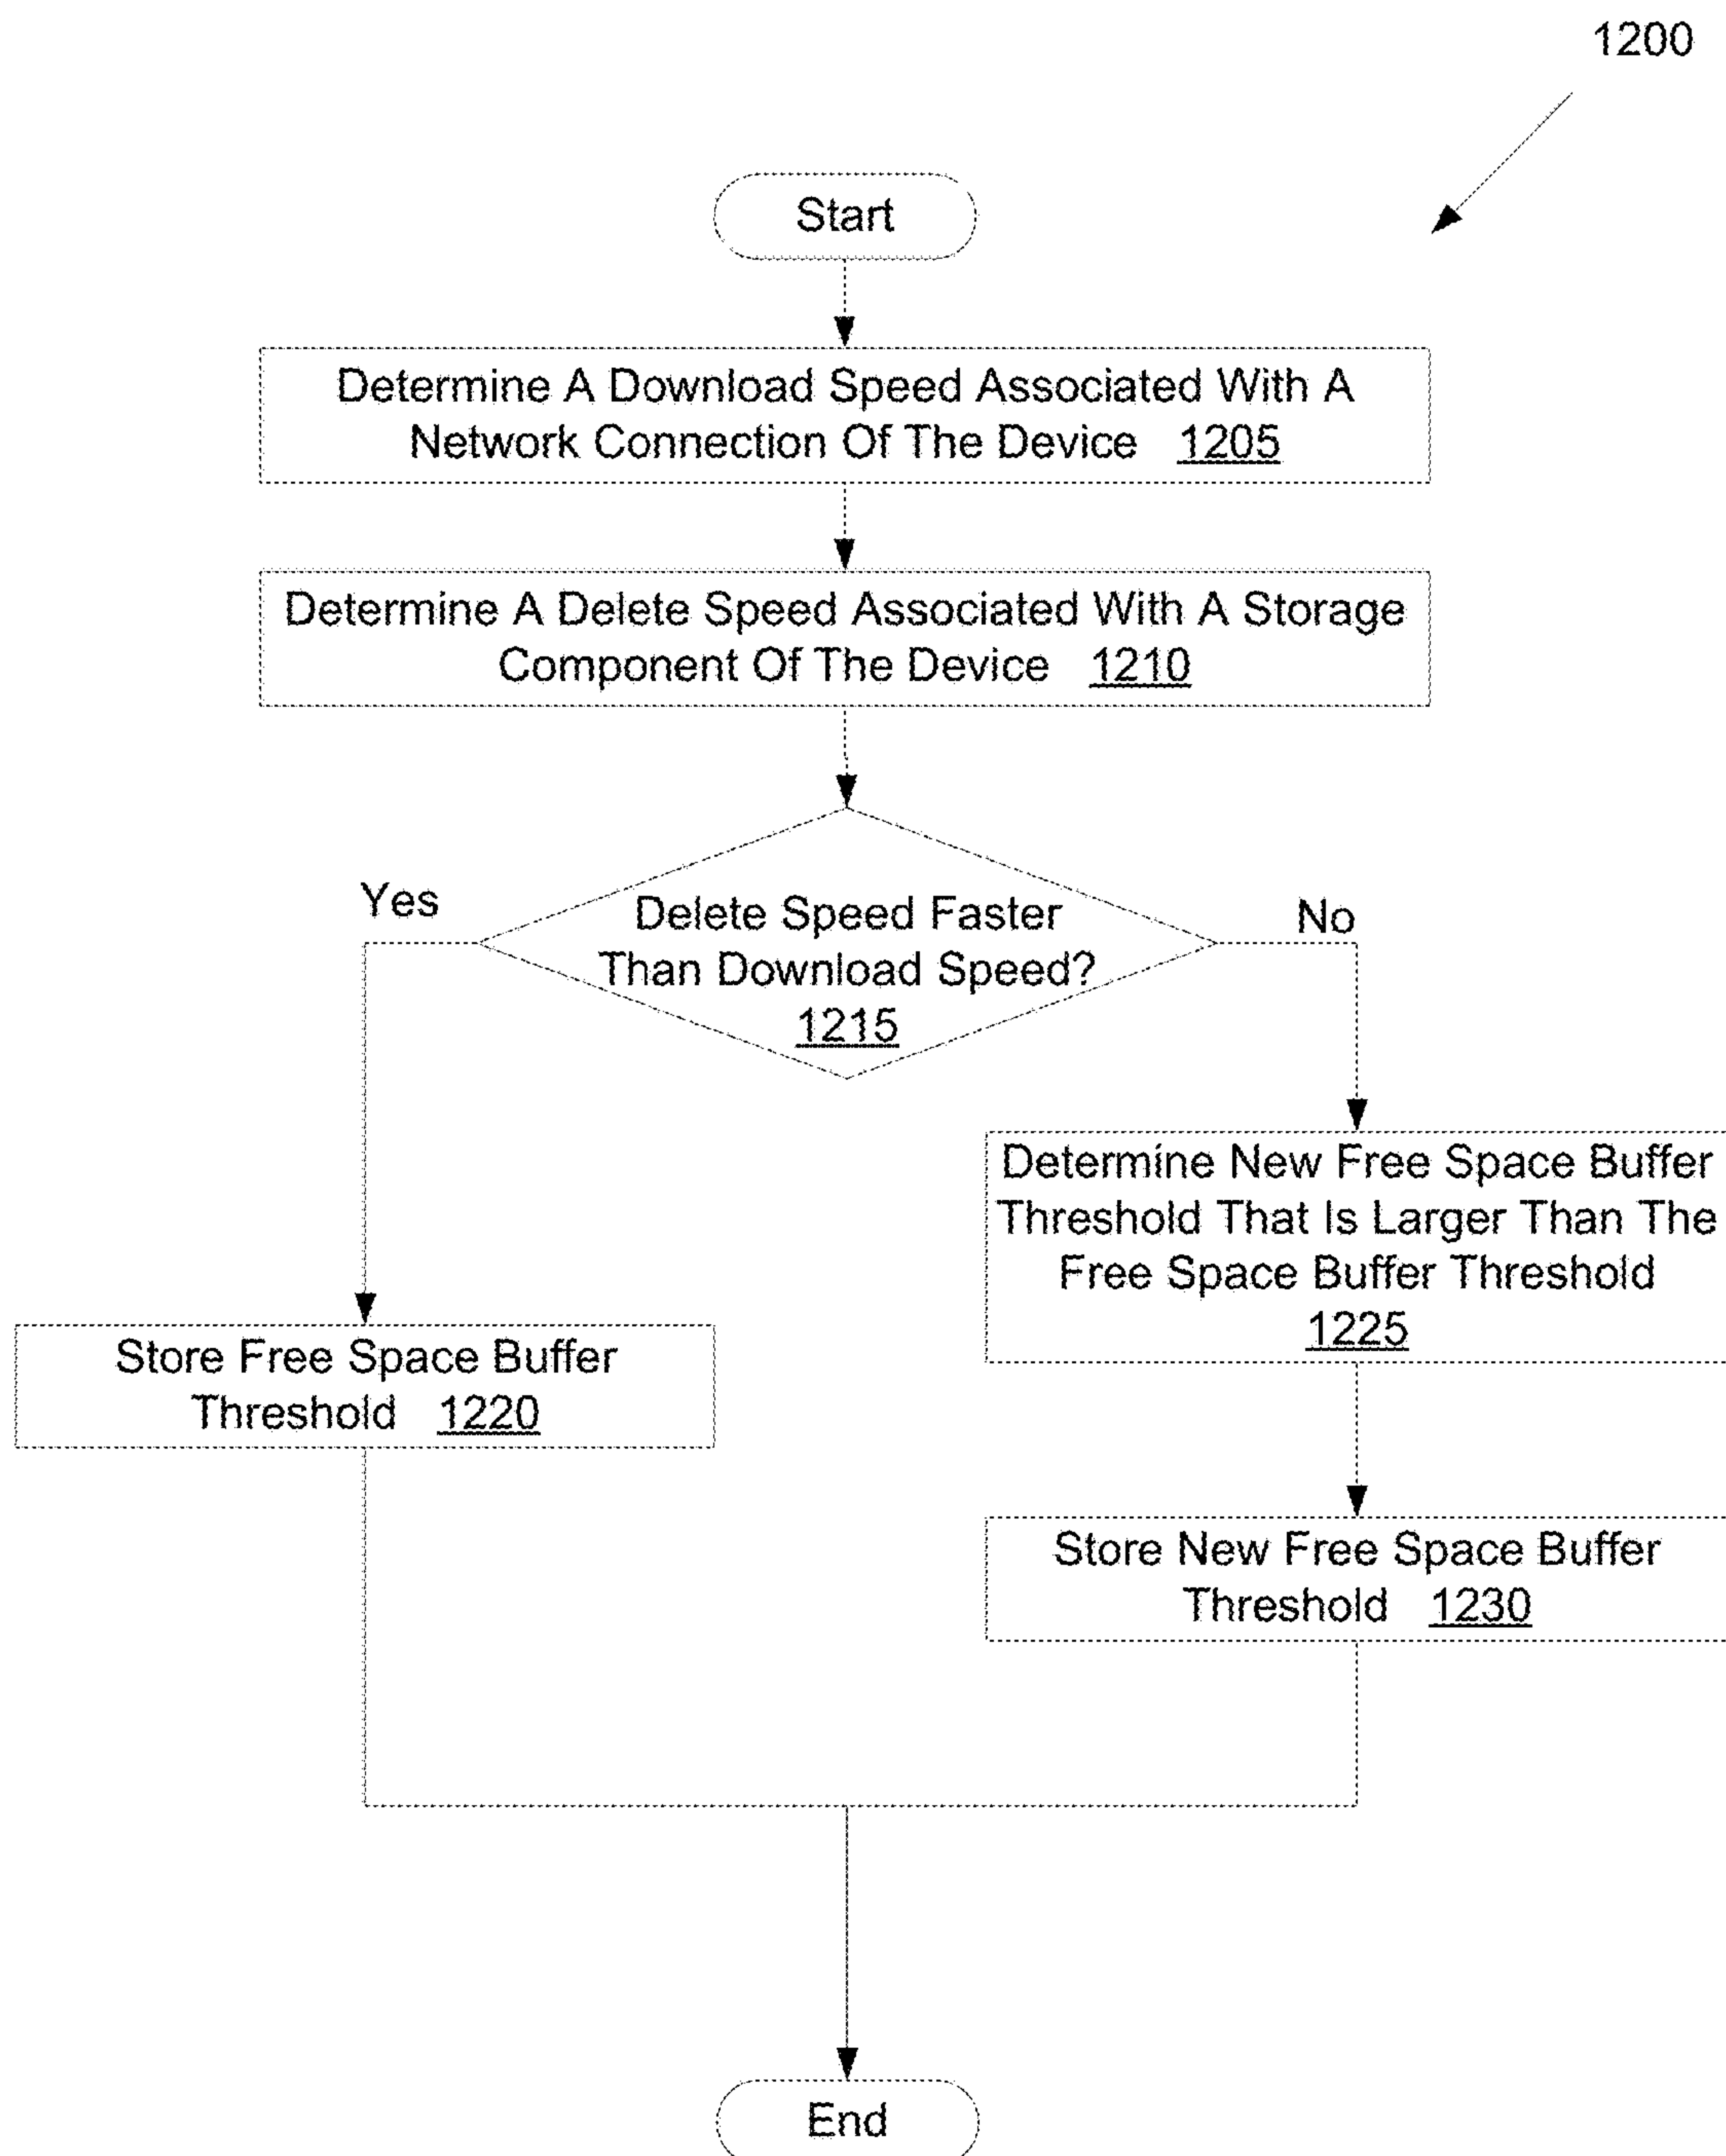 1200
Start
Determine A Download Speed Associated With A
Network Connection Of The Device 1205
Determine A Delete Speed Associated With A Storage
Component Of The Device 1210
Yes
Delete Speed Faster
Than Download Speed?
1215
No
Determine New Free Space Buffer
Threshold That Is Larger Than The
Free Space Buffer Threshold
1225
Store Free Space Buffer
Threshold 1220
Store New Free Space Buffer
Threshold 1230
End